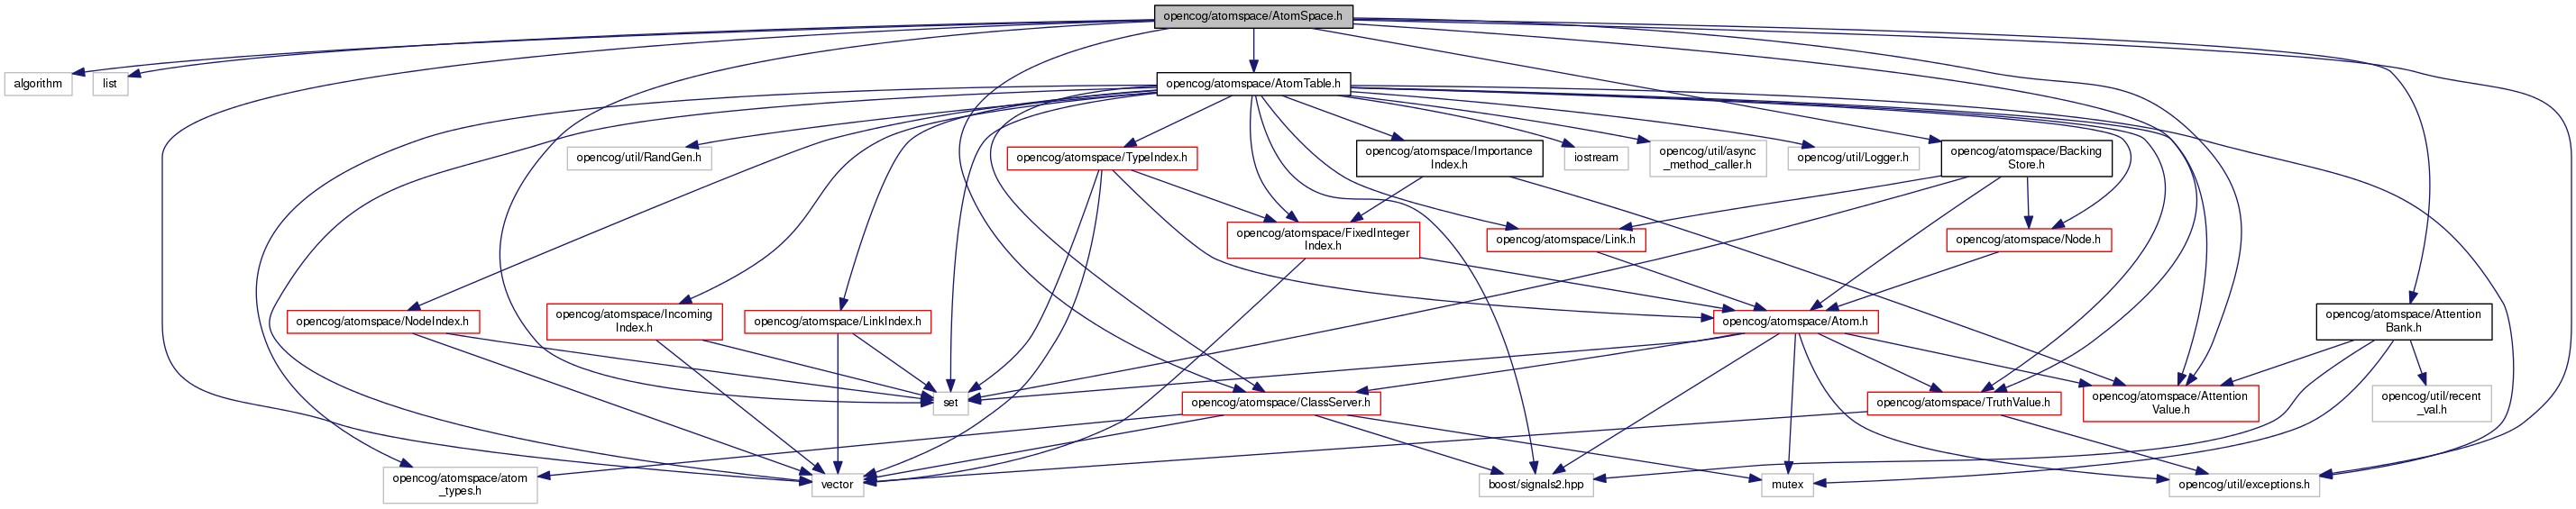 opencog/atomspace/AtomSpace.h
algorithm
list
opencog/atomspace/AtomTable.h
opencog/util/RandGen.h
opencog/atomspace/TypeIndex.h
opencog/atomspace/Importance
Index.h
iostream
opencog/util/async
_method_caller.h
opencog/util/Logger.h
opencog/atomspace/Backing
Store.h
opencog/atomspace/FixedInteger
Index.h
opencog/atomspace/Link.h
opencog/atomspace/Node.h
opencog/atomspace/NodeIndex.h
opencog/atomspace/Incoming
Index.h
opencog/atomspace/LinkIndex.h
opencog/atomspace/Atom.h
opencog/atomspace/Attention
Bank.h
set
opencog/atomspace/ClassServer.h
opencog/atomspace/TruthValue.h
opencog/atomspace/Attention
Value.h
opencog/util/recent
_val.h
opencog/atomspace/atom
_types.h
vector
boost/signals2.hpp
mutex
opencog/util/exceptions.h